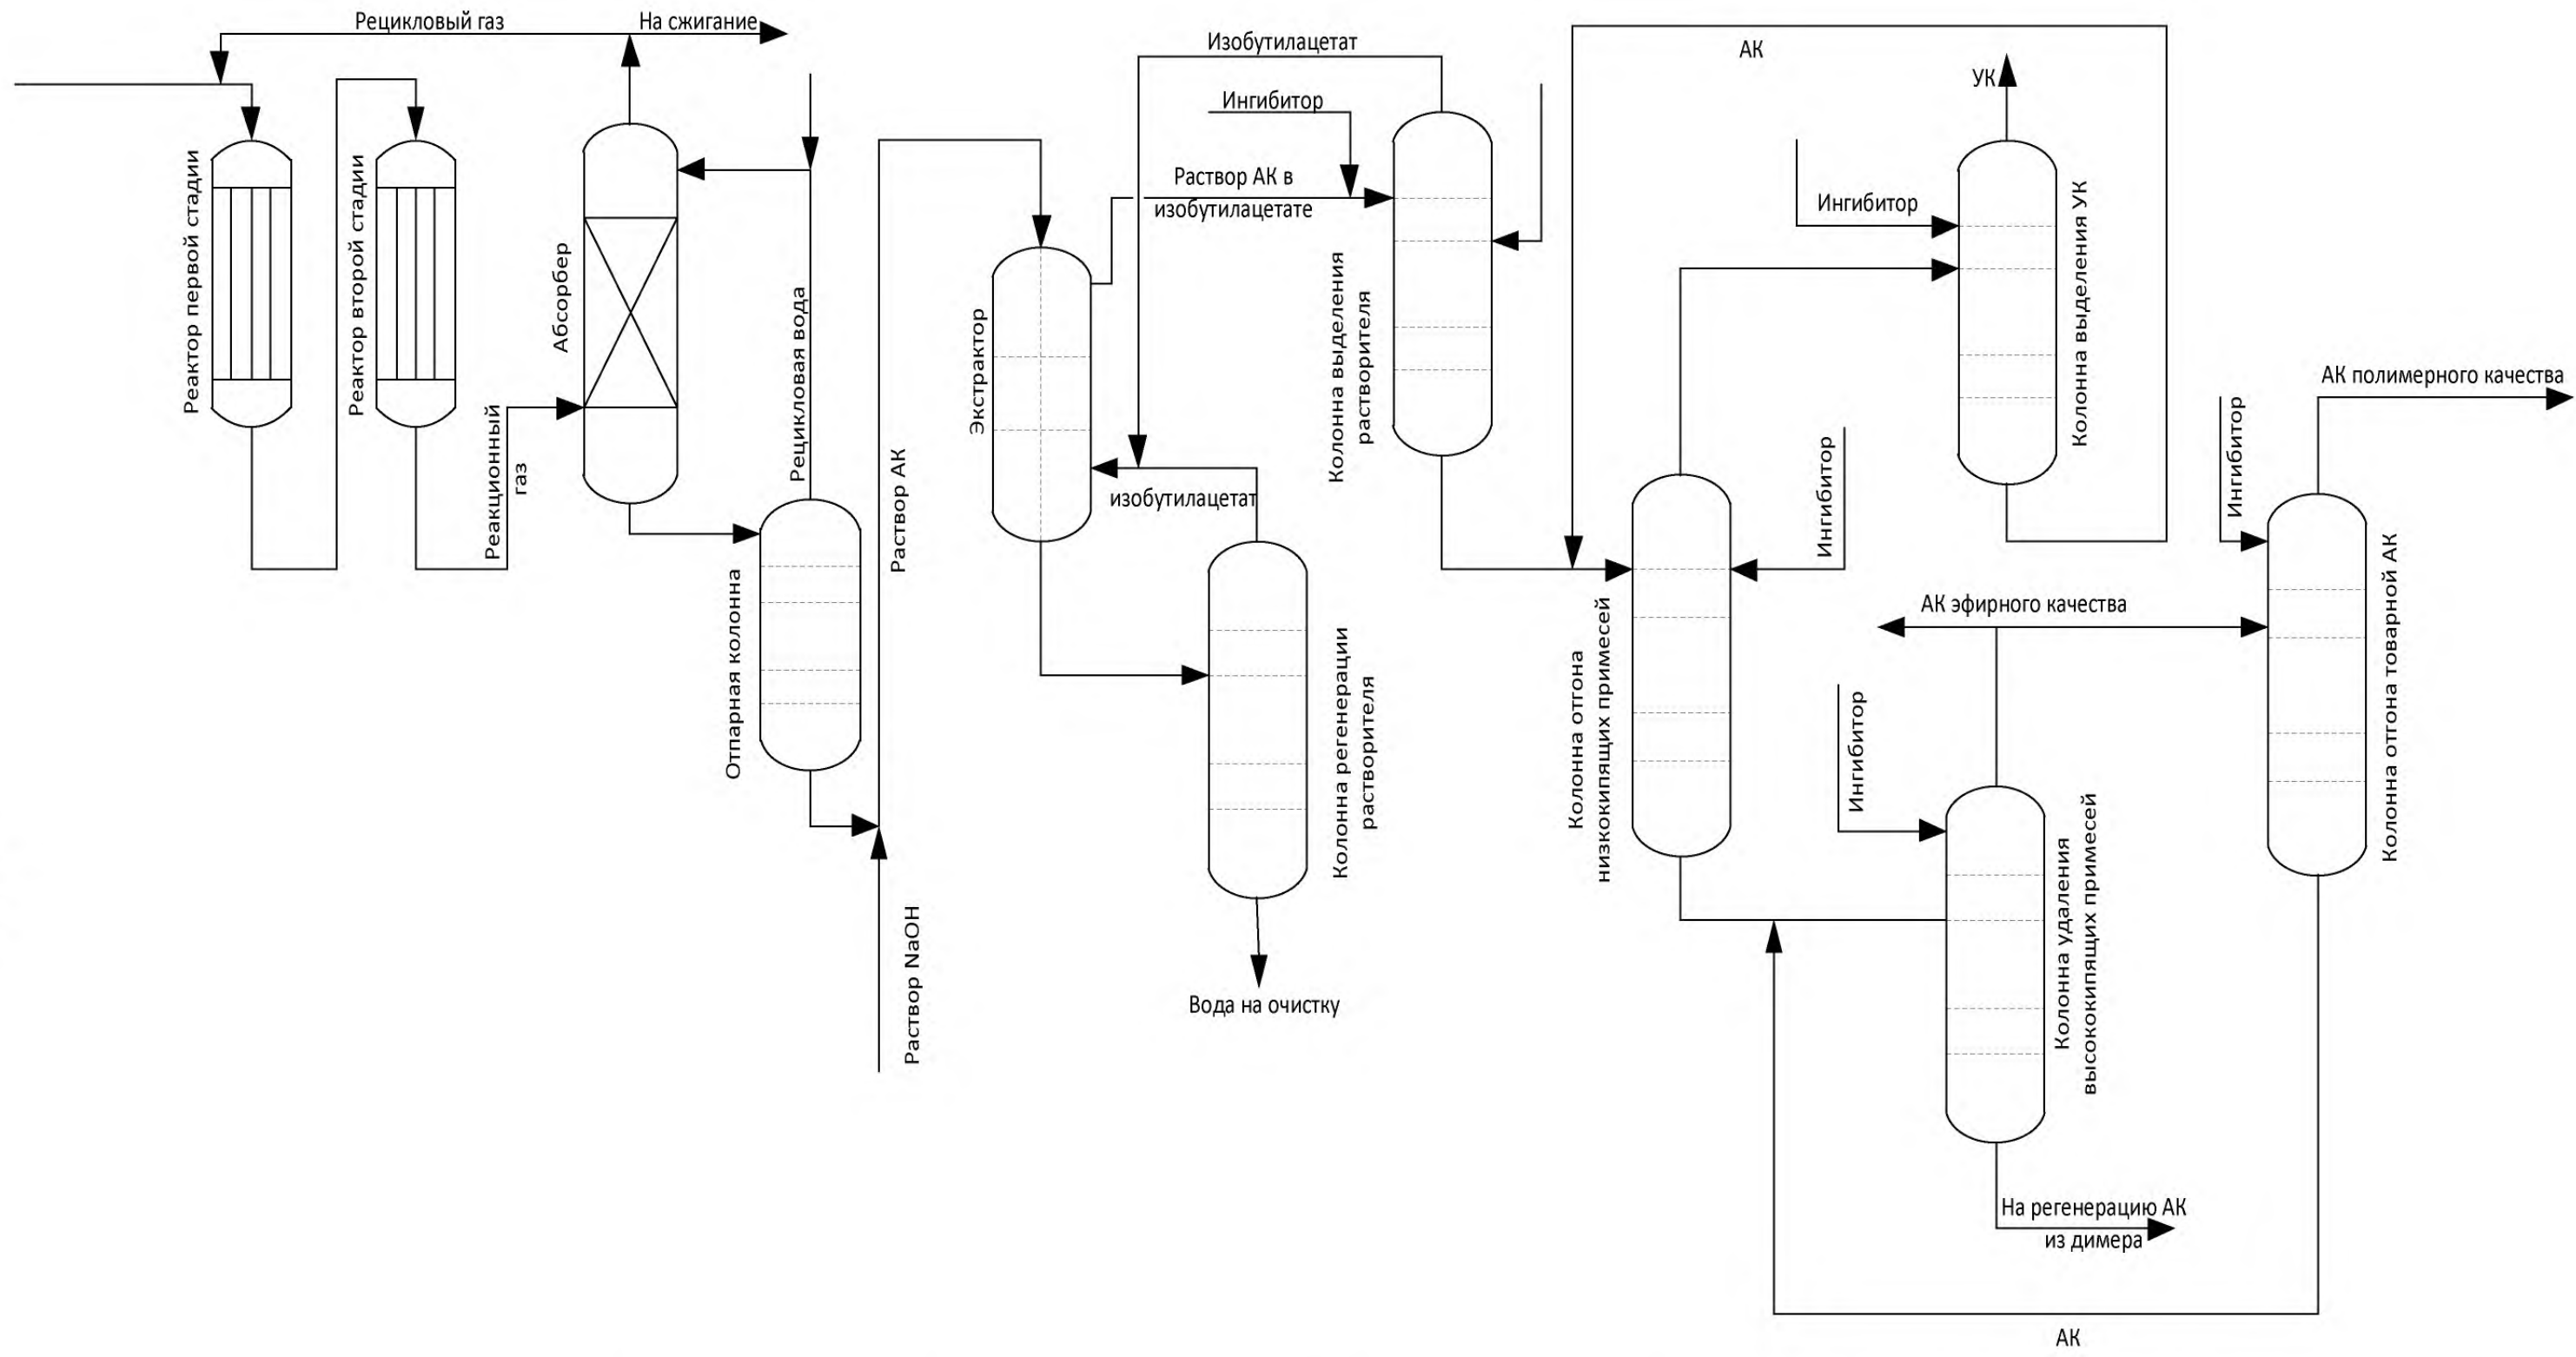 Рецикловый газ
На сжигание
Реактор первой стадии
Реактор второй стадии
Реакционный
газ
Абсорбер
Рецикловая вода
Отпарная колонна
Раствор АК
Раствор NaOH
Экстрактор
Изобутилацетат
Ингибитор
Раствор АК в
изобутилацетате
изобутилацетат
Колонна выделения
растворителя
Колонна регенерации
растворителя
Вода на очистку
АК
УК
Ингибитор
Колонна выделения УК
Ингибитор
Колонна отгона
низкокипящих примесей
АК эфирного качества
Ингибитор
Колонна удаления
высококипящих примесей
На регенерацию АК
из димера
АК полимерного качества
Ингибитор
Колонна отгона товарной АК
АК